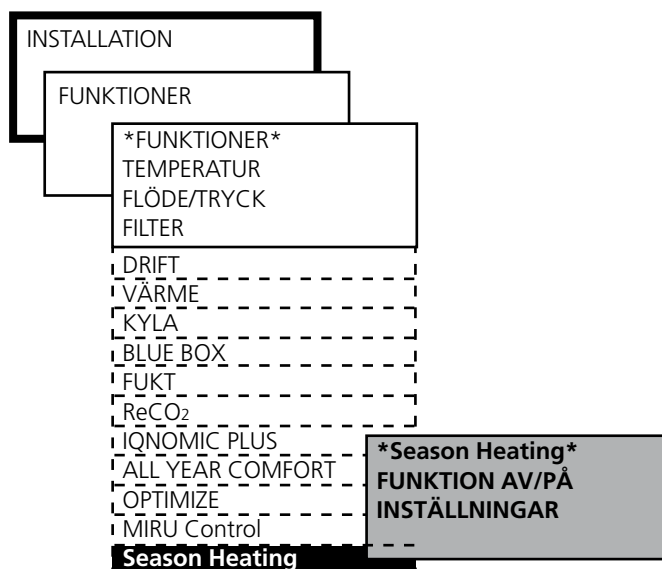 INSTALLATION
FUNKTIONER
*FUNKTIONER*
TEMPERATUR
FLÖDE/TRYCK
FILTER
DRIFT
VÄRME
KYLA
BLUE BOX
FUKT
ReCO2
IQNOMIC PLUS
ALL YEAR COMFORT
OPTIMIZE
MIRU Control
Season Heating
*Season Heating*
FUNKTION AV/PÅ
INSTÄLLNINGAR